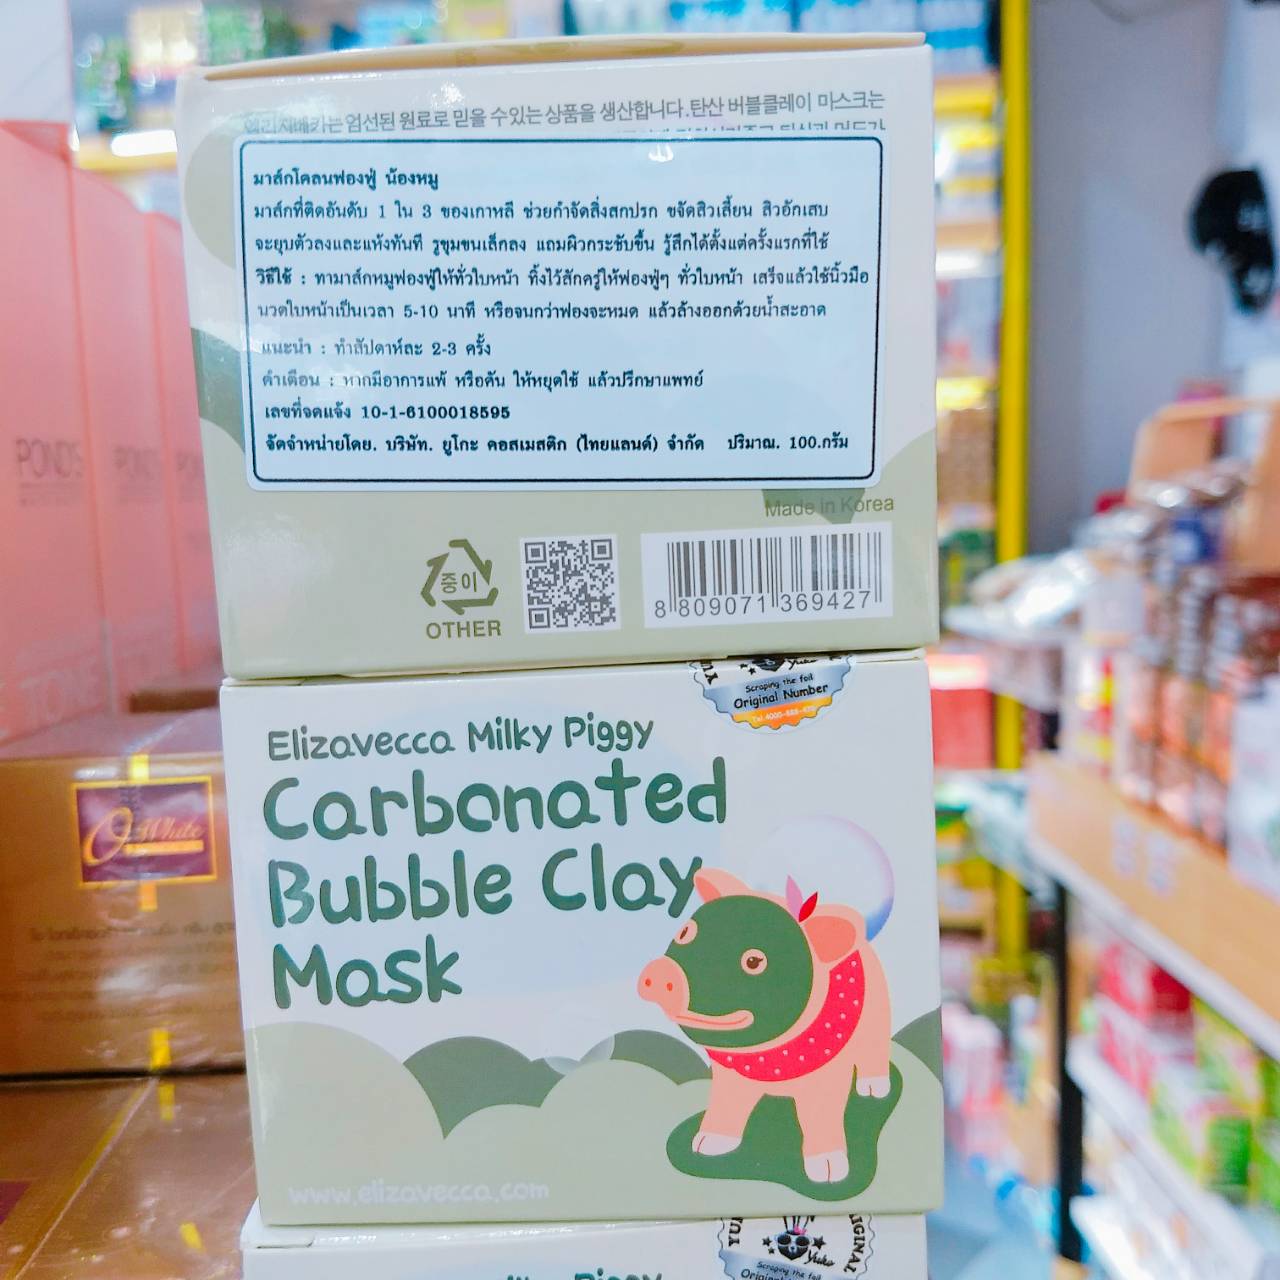 는 엄선된 원료로 믿을 수있는 상품을 생산합니다.탄산 버블클레이 마스크는
มาส์กโคลนฟองฟู่ น้องหมู
มาส์กที่ติดอันดับ 1 ใน 3 ของเกาหลี ช่วยกำจัดสิ่งสกปรก ขจัดสิวเสี้ยน สิวอักเสบ
จะยุบตัวลงและแห้งทันที รูขุมขนเล็กลง แถมผิวกระชับขึ้น รู้สึกได้ตั้งแต่ครั้งแรกที่ใช้
วิธีใช้ : ทามาส์กหมูฟองฟู่ให้ทั่วใบหน้า ทิ้งไว้สักครู่ให้ฟองฟู่ๆ ทั่วใบหน้า เสร็จแล้วใช้นิ้วมือ
นวดใบหน้าเป็นเวลา 5-10 นาที หรือจนกว่าฟองจะหมด แล้วล้างออกด้วยน้ำสะอาด
แนะนำ : ทำสัปดาห์ละ 2-3 ครั้ง
คำเตือน : หากมีอาการแพ้ หรือคัน ให้หยุดใช้ แล้วปรึกษาแพทย์
เลขที่จดแจ้ง 10-1-6100018595
จัดจำหน่ายโดย. บริษัท. ยูโกะ คอสเมสติก (ไทยแลนด์) จำกัด ปริมาณ. 100.กรัม
Made in Korea
중이
OTHER
8 809071 369427
Yuko
Scraping the foil
Original Number
Elizavecca Milky Piggy
Carbonated
Bubble Clay
Mask
www.elizavecca.com
POND'S
White
Yuko
Scraping the foil
Piggy